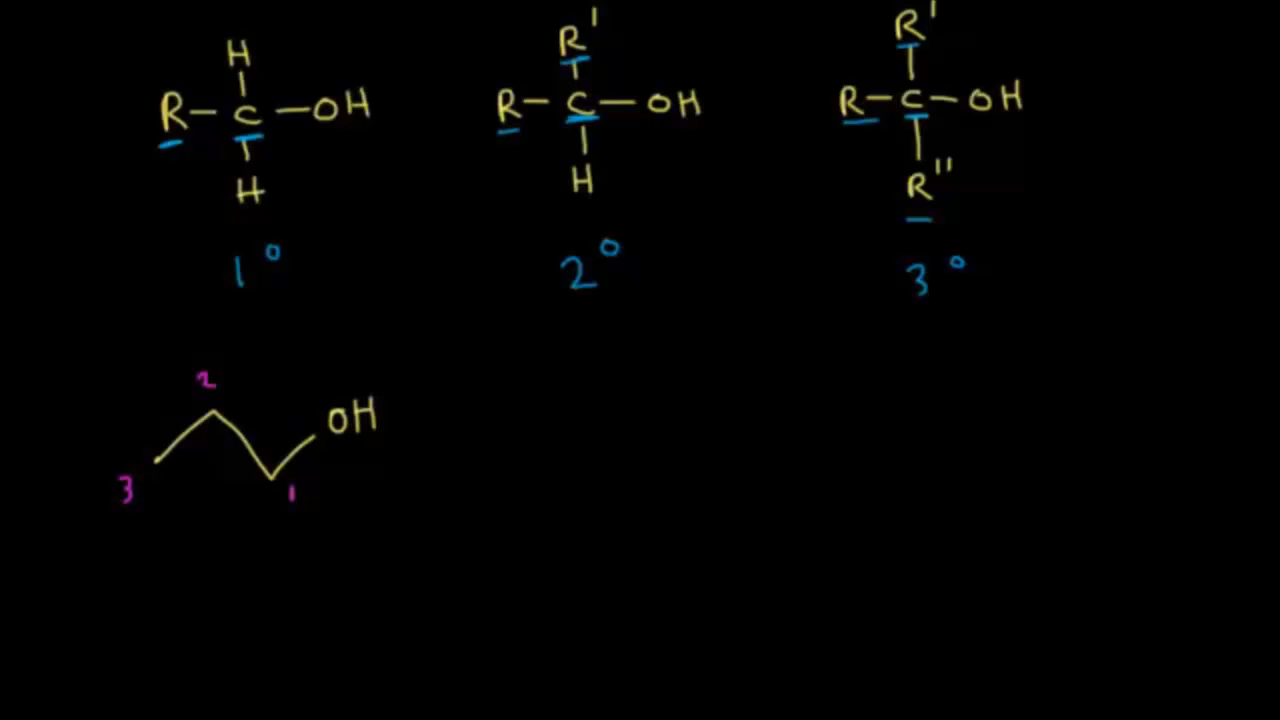 H R' R'
R-C-OH R-C-OH R-C-OH
H H R''
1° 2° 3°
2
OH
3 1